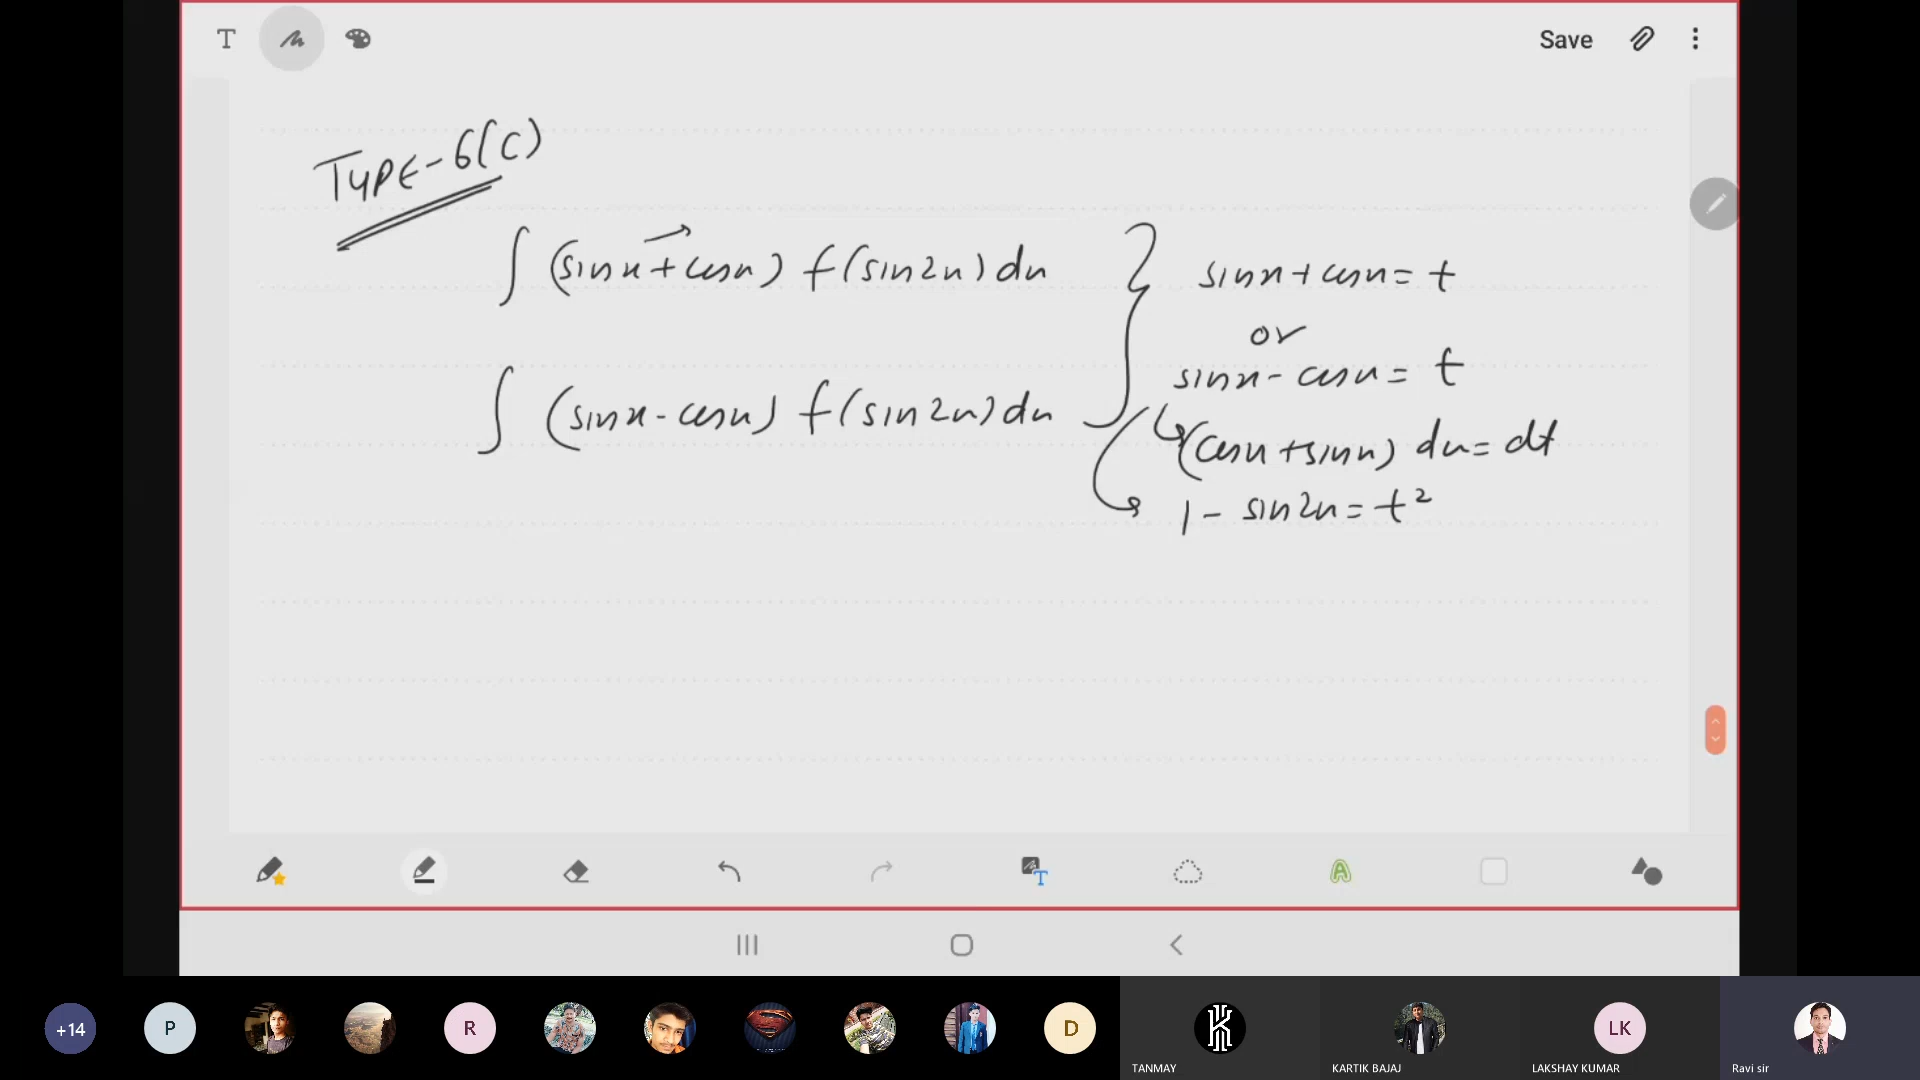 T
Save
TYPE-6(C)
∫ (sinx+cosx) f(sin2x)dx
sinx+cosx= t
or
sinx-cosx= t
∫ (sinx-cosx) f(sin2x)dx
(cosx+sinx) dx= dt
1- sin2x= t²
T
A
+14
P
R
D
K
LK
TANMAY
KARTIK BAJAJ
LAKSHAY KUMAR
Ravi sir